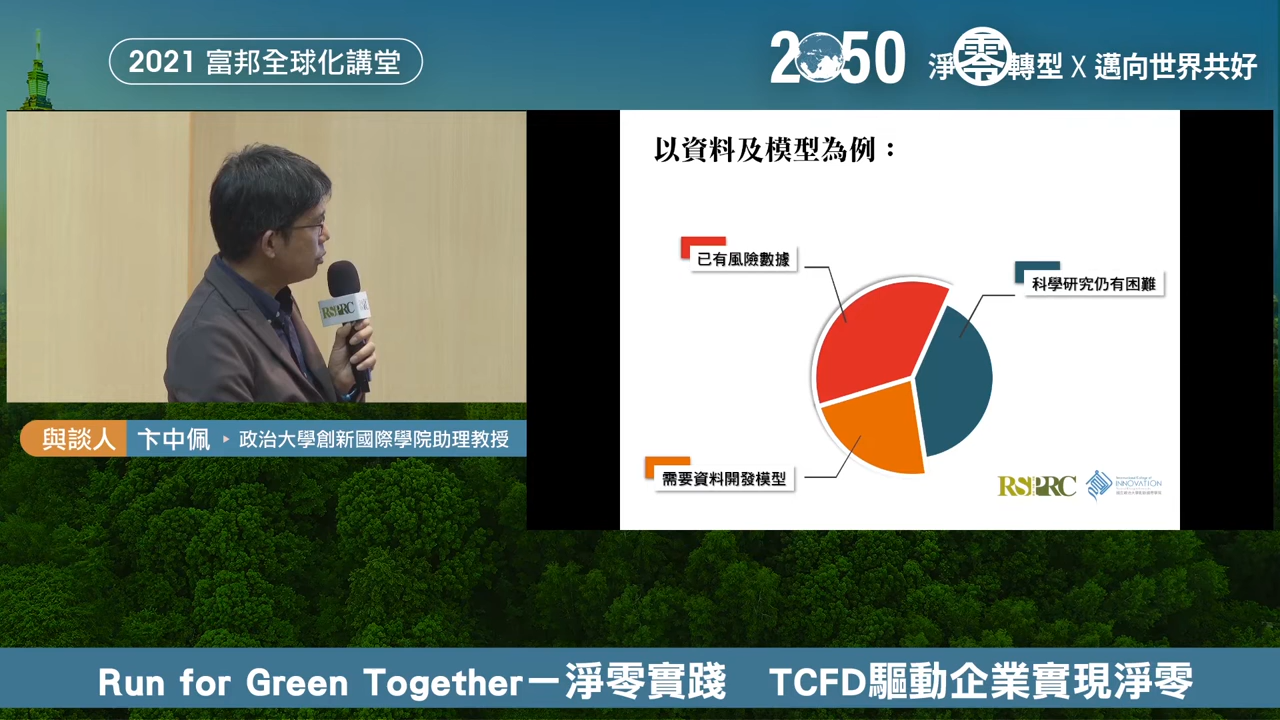 2021 富邦全球化講堂
2050 淨零轉型 X 邁向世界共好
以資料及模型為例：
已有風險數據
科學研究仍有困難
需要資料開發模型
RSPRC
INNOVATION
RSPRC
與談人 卞中佩 ▸ 政治大學創新國際學院助理教授
Run for Green Together－淨零實踐 TCFD驅動企業實現淨零